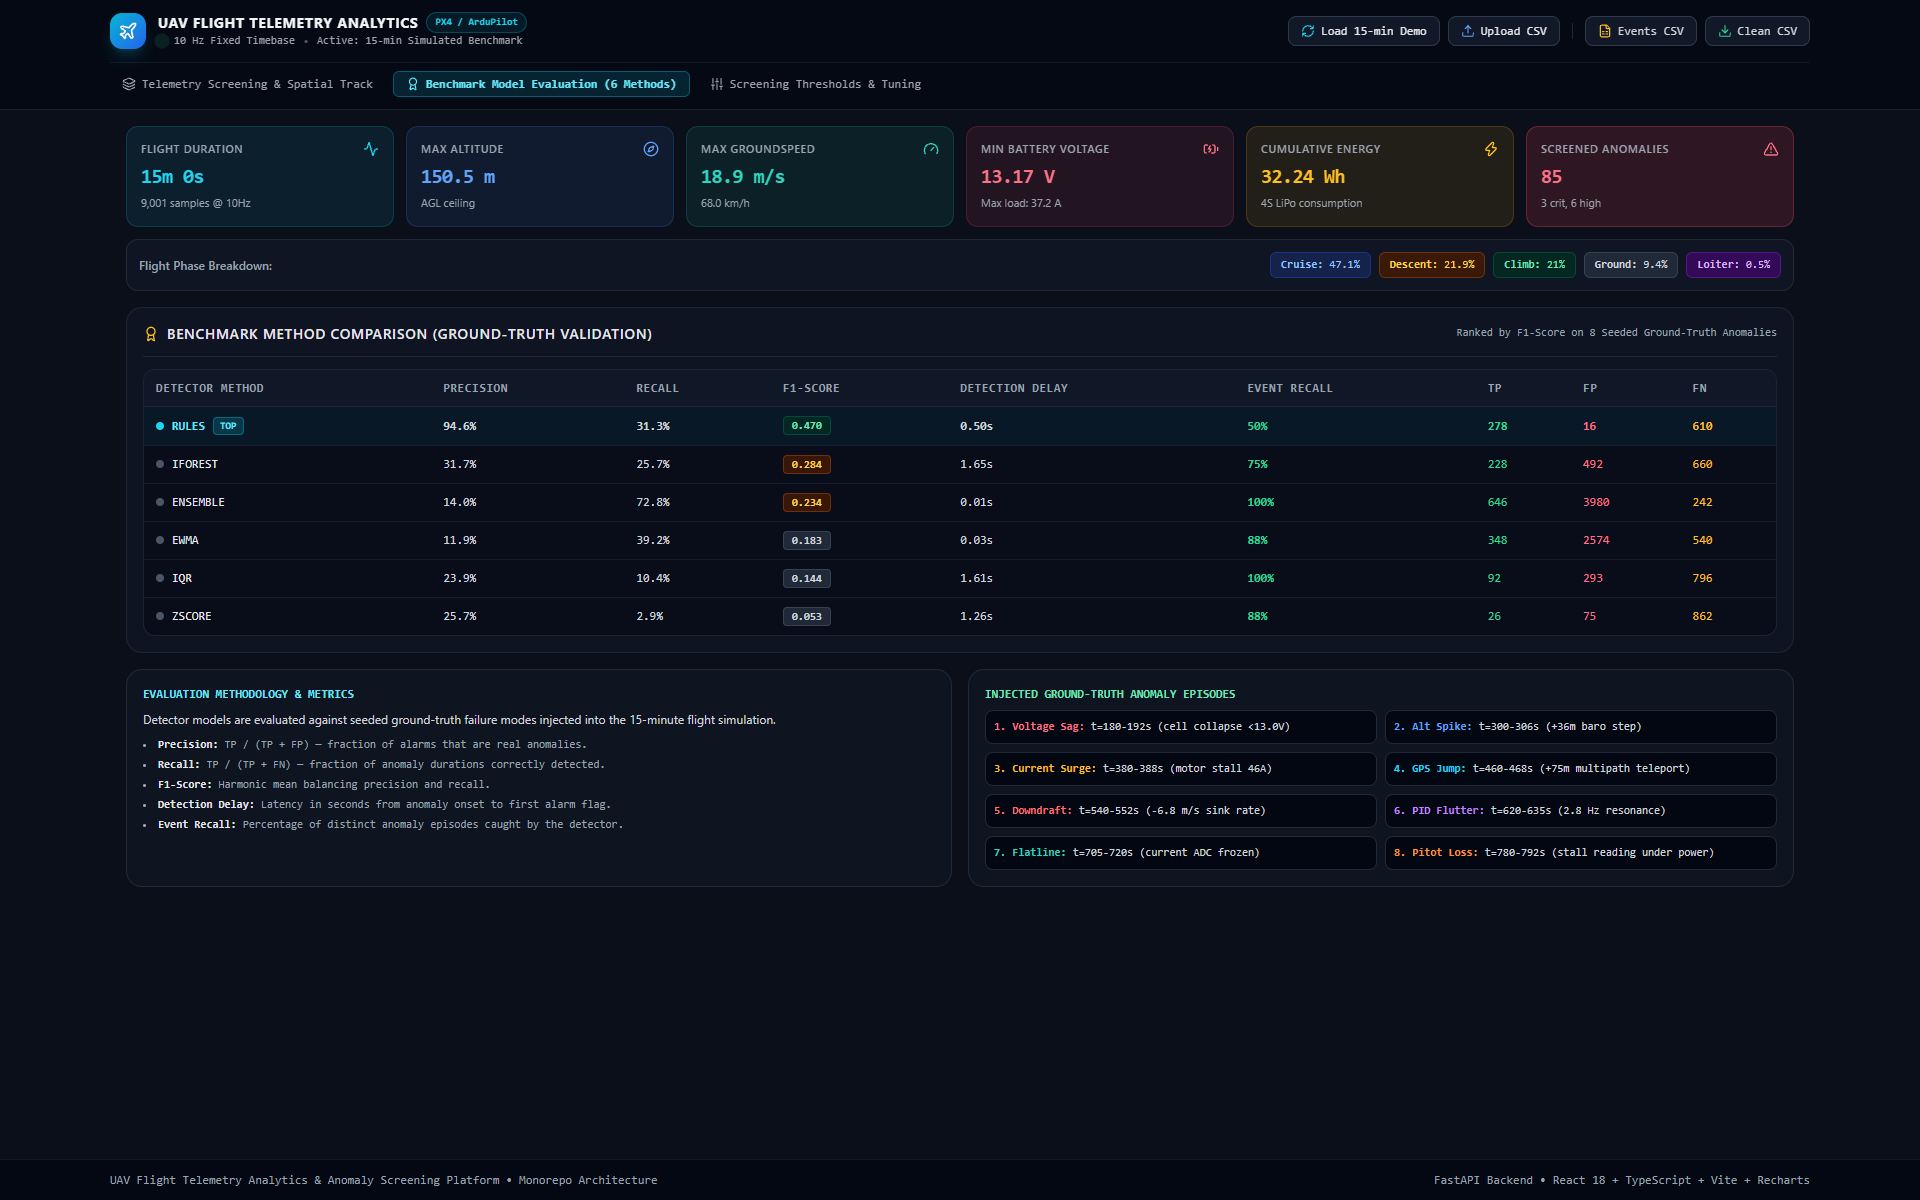 UAV FLIGHT TELEMETRY ANALYTICS PX4 / ArduPilot
10 Hz Fixed Timebase • Active: 15-min Simulated Benchmark
Load 15-min Demo Upload CSV Events CSV Clean CSV
Telemetry Screening & Spatial Track Benchmark Model Evaluation (6 Methods) Screening Thresholds & Tuning
FLIGHT DURATION
15m 0s
9,001 samples @ 10Hz
MAX ALTITUDE
150.5 m
AGL ceiling
MAX GROUNDSPEED
18.9 m/s
68.0 km/h
MIN BATTERY VOLTAGE
13.17 V
Max load: 37.2 A
CUMULATIVE ENERGY
32.24 Wh
4S LiPo consumption
SCREENED ANOMALIES
85
3 crit, 6 high
Flight Phase Breakdown: Cruise: 47.1% Descent: 21.9% Climb: 21% Ground: 9.4% Loiter: 0.5%
BENCHMARK METHOD COMPARISON (GROUND-TRUTH VALIDATION) Ranked by F1-Score on 8 Seeded Ground-Truth Anomalies
DETECTOR METHOD PRECISION RECALL F1-SCORE DETECTION DELAY EVENT RECALL TP FP FN
RULES TOP 94.6% 31.3% 0.470 0.50s 50% 278 16 610
IFOREST 31.7% 25.7% 0.284 1.65s 75% 228 492 660
ENSEMBLE 14.0% 72.8% 0.234 0.01s 100% 646 3980 242
EWMA 11.9% 39.2% 0.183 0.03s 88% 348 2574 540
IQR 23.9% 10.4% 0.144 1.61s 100% 92 293 796
ZSCORE 25.7% 2.9% 0.053 1.26s 88% 26 75 862
EVALUATION METHODOLOGY & METRICS
Detector models are evaluated against seeded ground-truth failure modes injected into the 15-minute flight simulation.
• Precision: TP / (TP + FP) — fraction of alarms that are real anomalies.
• Recall: TP / (TP + FN) — fraction of anomaly durations correctly detected.
• F1-Score: Harmonic mean balancing precision and recall.
• Detection Delay: Latency in seconds from anomaly onset to first alarm flag.
• Event Recall: Percentage of distinct anomaly episodes caught by the detector.
INJECTED GROUND-TRUTH ANOMALY EPISODES
1. Voltage Sag: t=180-192s (cell collapse <13.0V)
2. Alt Spike: t=300-306s (+36m baro step)
3. Current Surge: t=380-388s (motor stall 46A)
4. GPS Jump: t=460-468s (+75m multipath teleport)
5. Downdraft: t=540-552s (-6.8 m/s sink rate)
6. PID Flutter: t=620-635s (2.8 Hz resonance)
7. Flatline: t=705-720s (current ADC frozen)
8. Pitot Loss: t=780-792s (stall reading under power)
UAV Flight Telemetry Analytics & Anomaly Screening Platform • Monorepo Architecture
FastAPI Backend • React 18 + TypeScript + Vite + Recharts